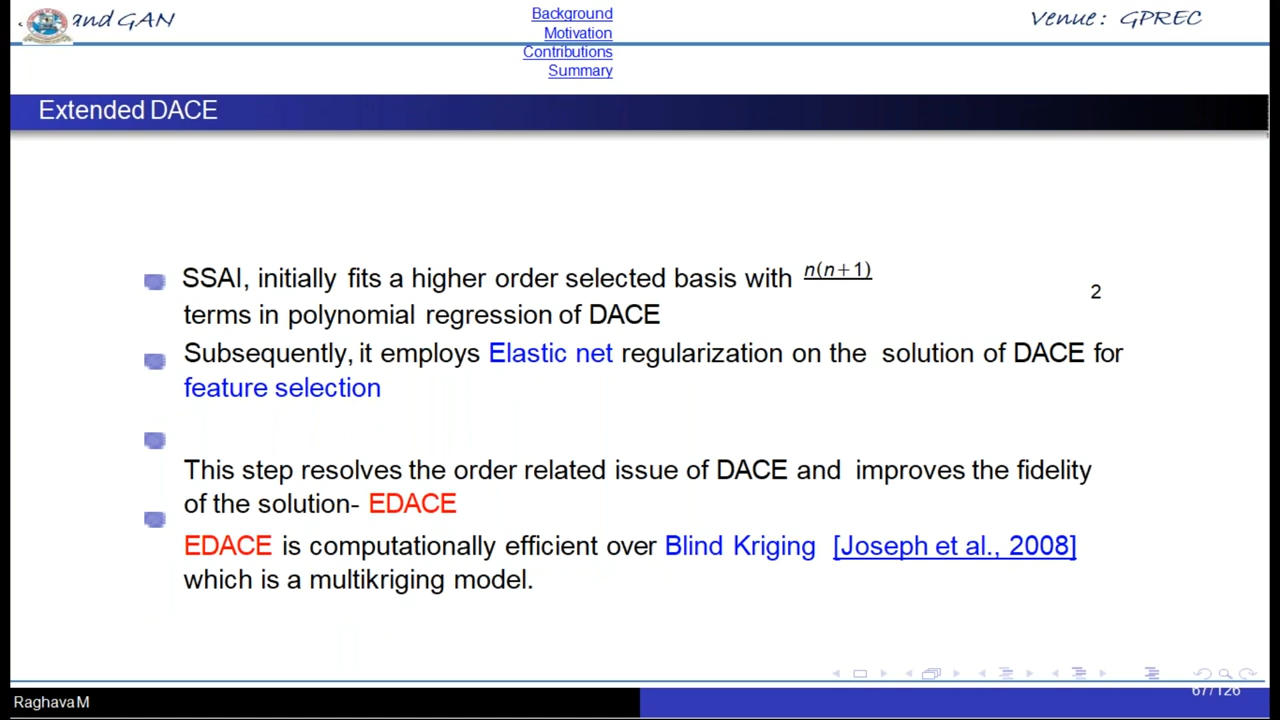 and GAN
Background
Motivation
Contributions
Summary
Venue: GPREC
Extended DACE
SSAI, initially fits a higher order selected basis with n(n+1)
2
terms in polynomial regression of DACE
Subsequently, it employs Elastic net regularization on the solution of DACE for
feature selection
This step resolves the order related issue of DACE and improves the fidelity
of the solution- EDACE
EDACE is computationally efficient over Blind Kriging [Joseph et al., 2008]
which is a multikriging model.
Raghava M
67/126